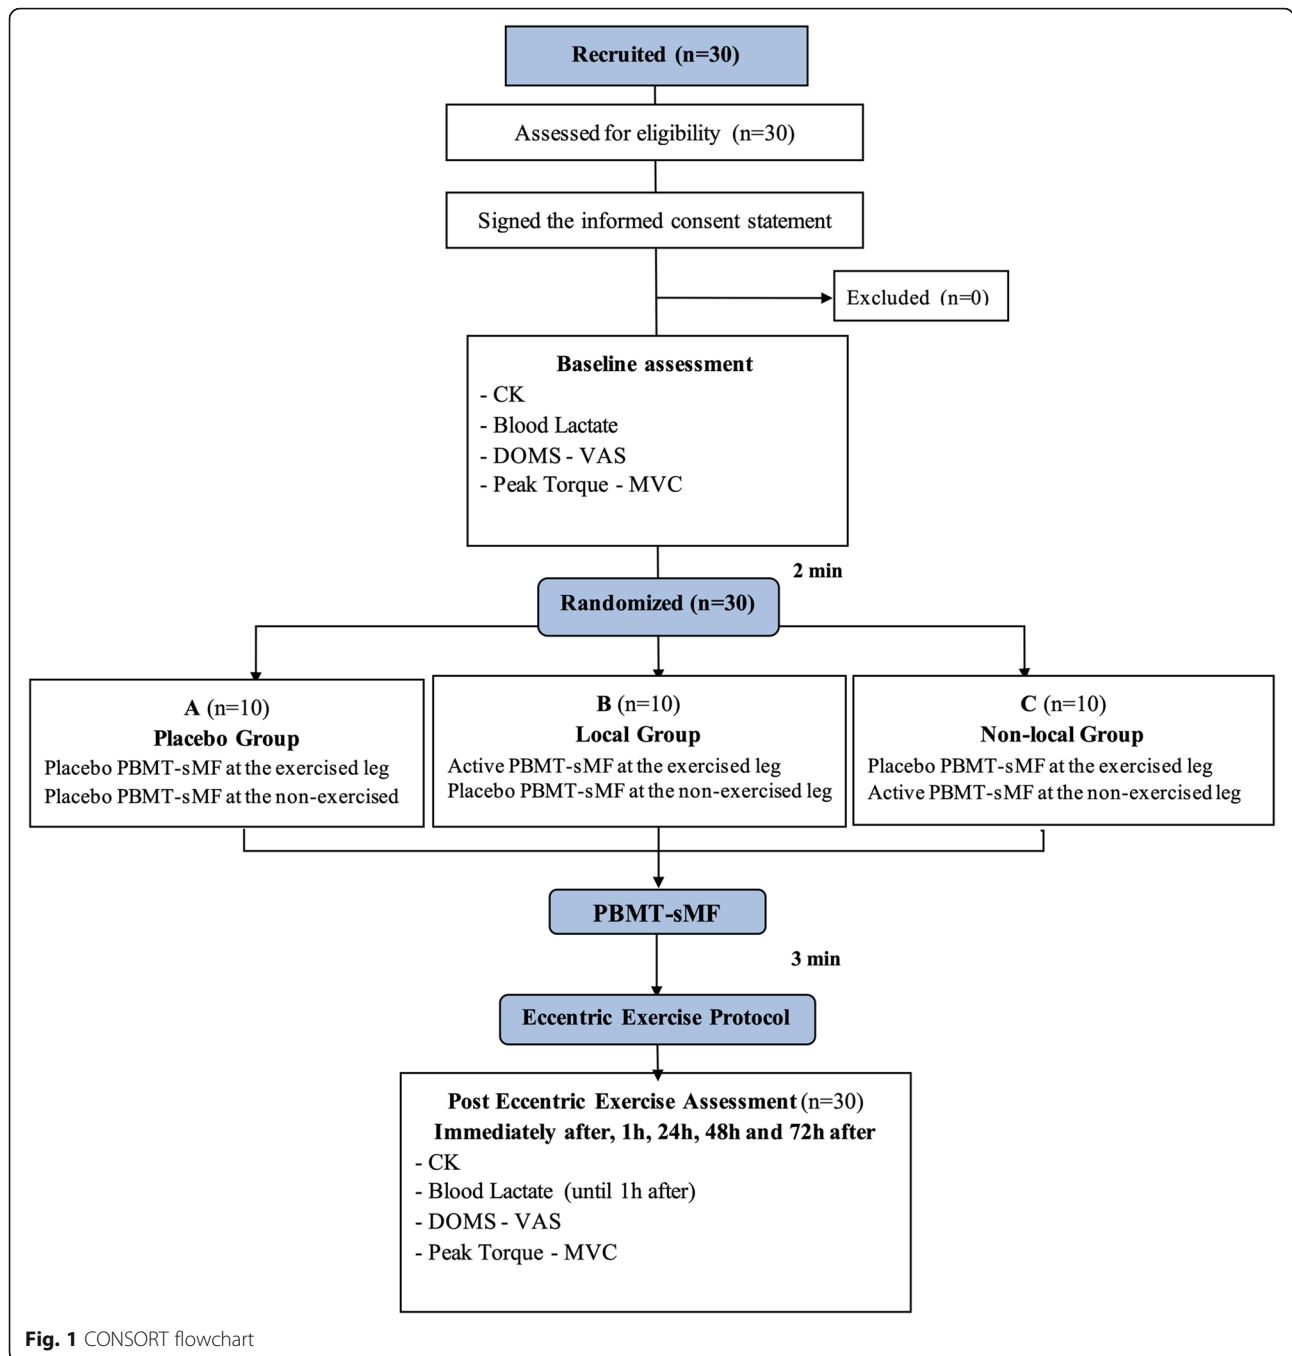 Recruited (n=30)
Assessed for eligibility (n=30)
Signed the informed consent statement
Excluded (n=0)
Baseline assessment
- CK
- Blood Lactate
- DOMS - VAS
- Peak Torque - MVC
2 min
Randomized (n=30)
A (n=10)
Placebo Group
Placebo PBMT-sMF at the exercised leg
Placebo PBMT-sMF at the non-exercised
B (n=10)
Local Group
Active PBMT-sMF at the exercised leg
Placebo PBMT-sMF at the non-exercised leg
C (n=10)
Non-local Group
Placebo PBMT-sMF at the exercised leg
Active PBMT-sMF at the non-exercised leg
PBMT-sMF
3 min
Eccentric Exercise Protocol
Post Eccentric Exercise Assessment (n=30)
Immediately after, 1h, 24h, 48h and 72h after
- CK
- Blood Lactate (until 1h after)
- DOMS - VAS
- Peak Torque - MVC
Fig. 1 CONSORT flowchart